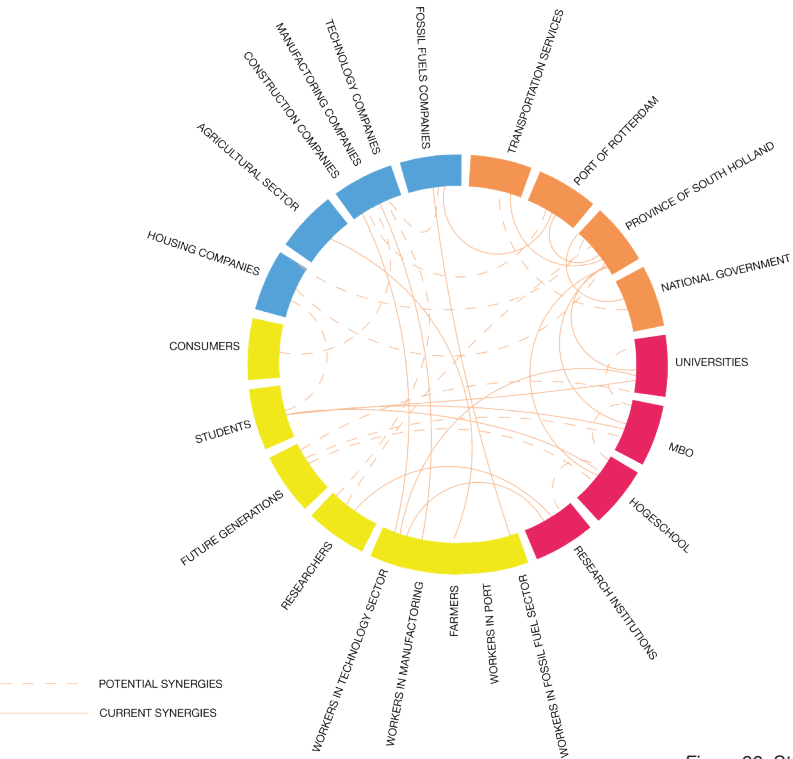 FOSSIL FUELS COMPANIES
TRANSPORTATION SERVICES
PORT OF ROTTERDAM
PROVINCE OF SOUTH HOLLAND
NATIONAL GOVERNMENT
UNIVERSITIES
MBO
HOGESCHOOL
RESEARCH INSTITUTIONS
WORKERS IN FOSSIL FUEL SECTOR
WORKERS IN PORT
FARMERS
WORKERS IN MANUFACTORING
WORKERS IN TECHNOLOGY SECTOR
RESEARCHERS
FUTURE GENERATIONS
STUDENTS
CONSUMERS
HOUSING COMPANIES
AGRICULTURAL SECTOR
CONSTRUCTION COMPANIES
MANUFACTORING COMPANIES
TECHNOLOGY COMPANIES
POTENTIAL SYNERGIES
CURRENT SYNERGIES